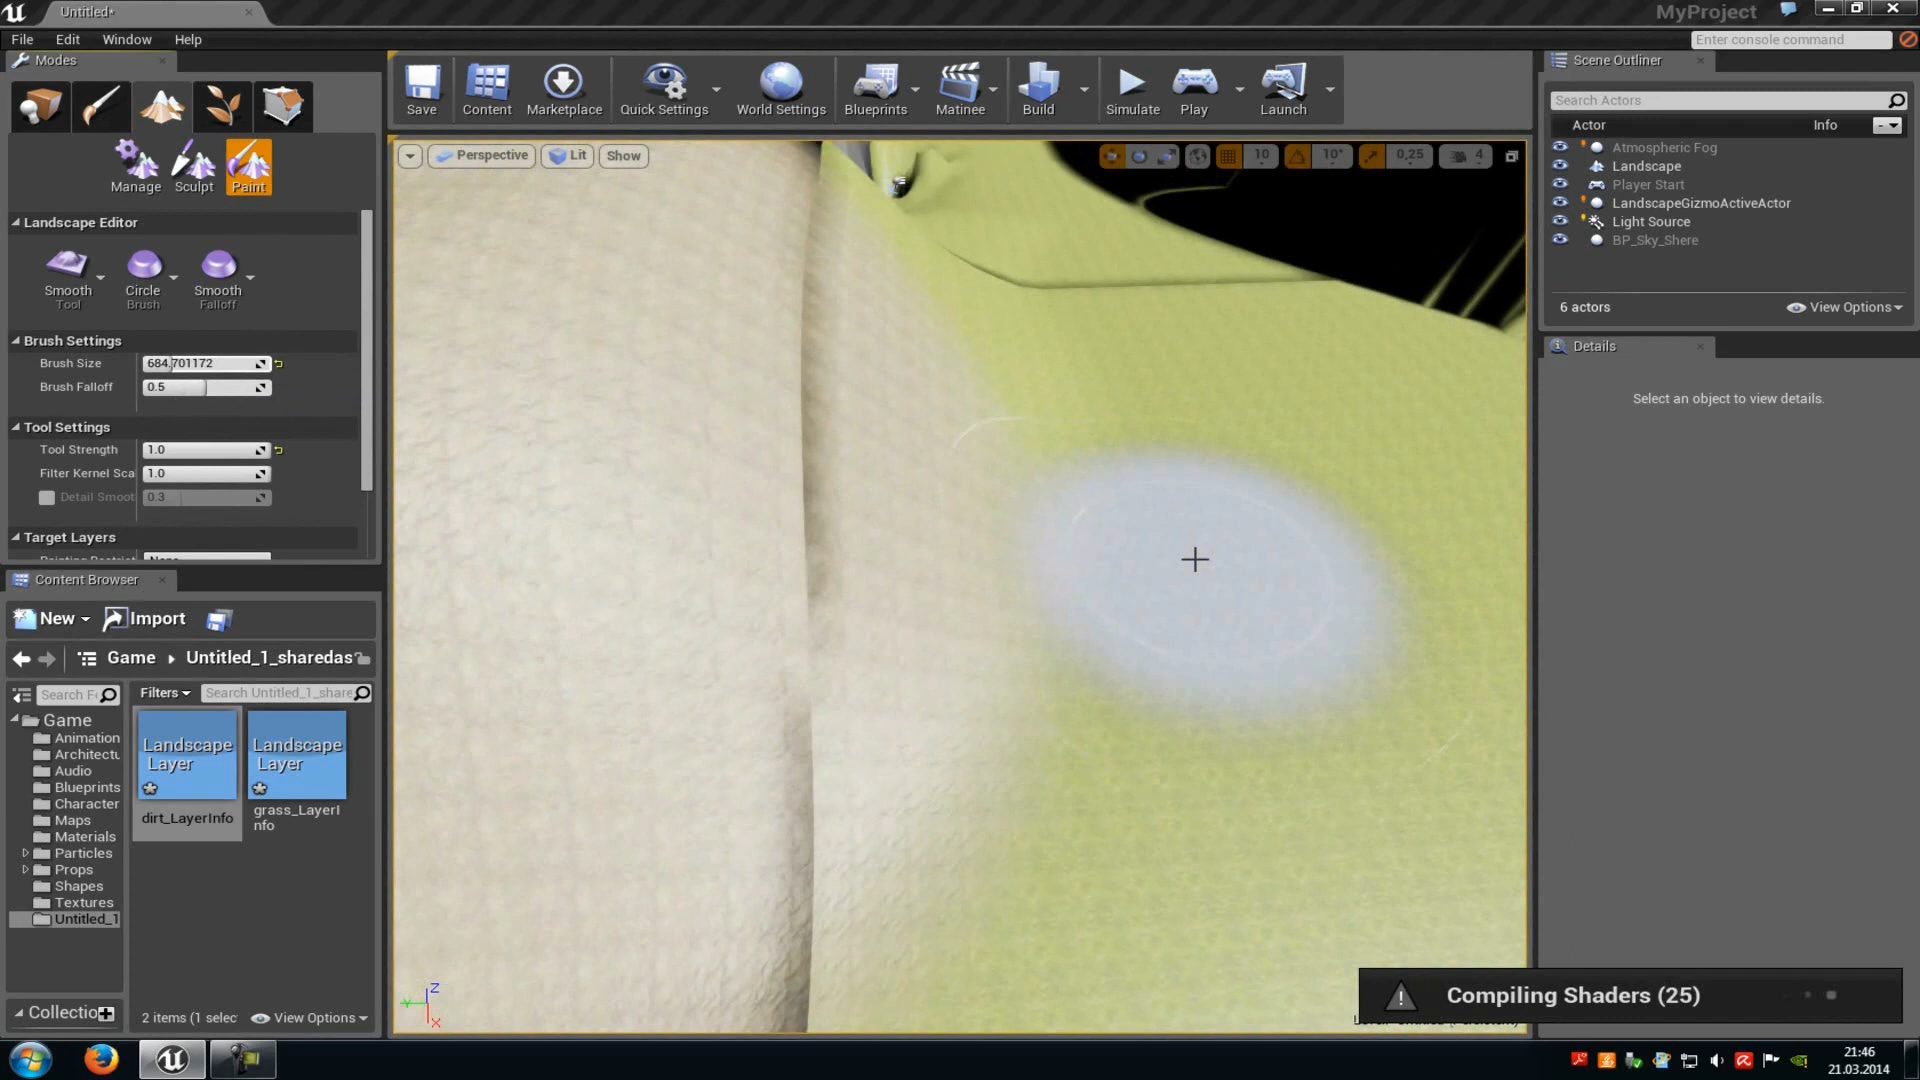 Untitled*
MyProject
File Edit Window Help
Enter console command
Modes
Manage Sculpt Paint
Landscape Editor
Smooth Circle Smooth
Tool Brush Falloff
Brush Settings
Brush Size 684.701172
Brush Falloff 0.5
Tool Settings
Tool Strength 1.0
Filter Kernel Sca 1.0
Detail Smoot 0.3
Target Layers
Save Content Marketplace Quick Settings World Settings Blueprints Matinee Build Simulate Play Launch
Perspective Lit Show
10 10° 0,25 4
Z
Y
X
Compiling Shaders (25)
Scene Outliner
Search Actors
Actor Info
Atmospheric Fog
Landscape
Player Start
LandscapeGizmoActiveActor
Light Source
BP_Sky_Shere
6 actors View Options
Details
Select an object to view details.
Content Browser
New Import
Game Untitled_1_sharedas
Search Fo
Filters Search Untitled_1_share
Game
Animation
Architectu
Audio
Blueprints
Character
Maps
Materials
Particles
Props
Shapes
Textures
Untitled_1
Landscape
Layer
dirt_LayerInfo
Landscape
Layer
grass_LayerI
nfo
Collectio
2 items (1 selec View Options
21:46
21.03.2014